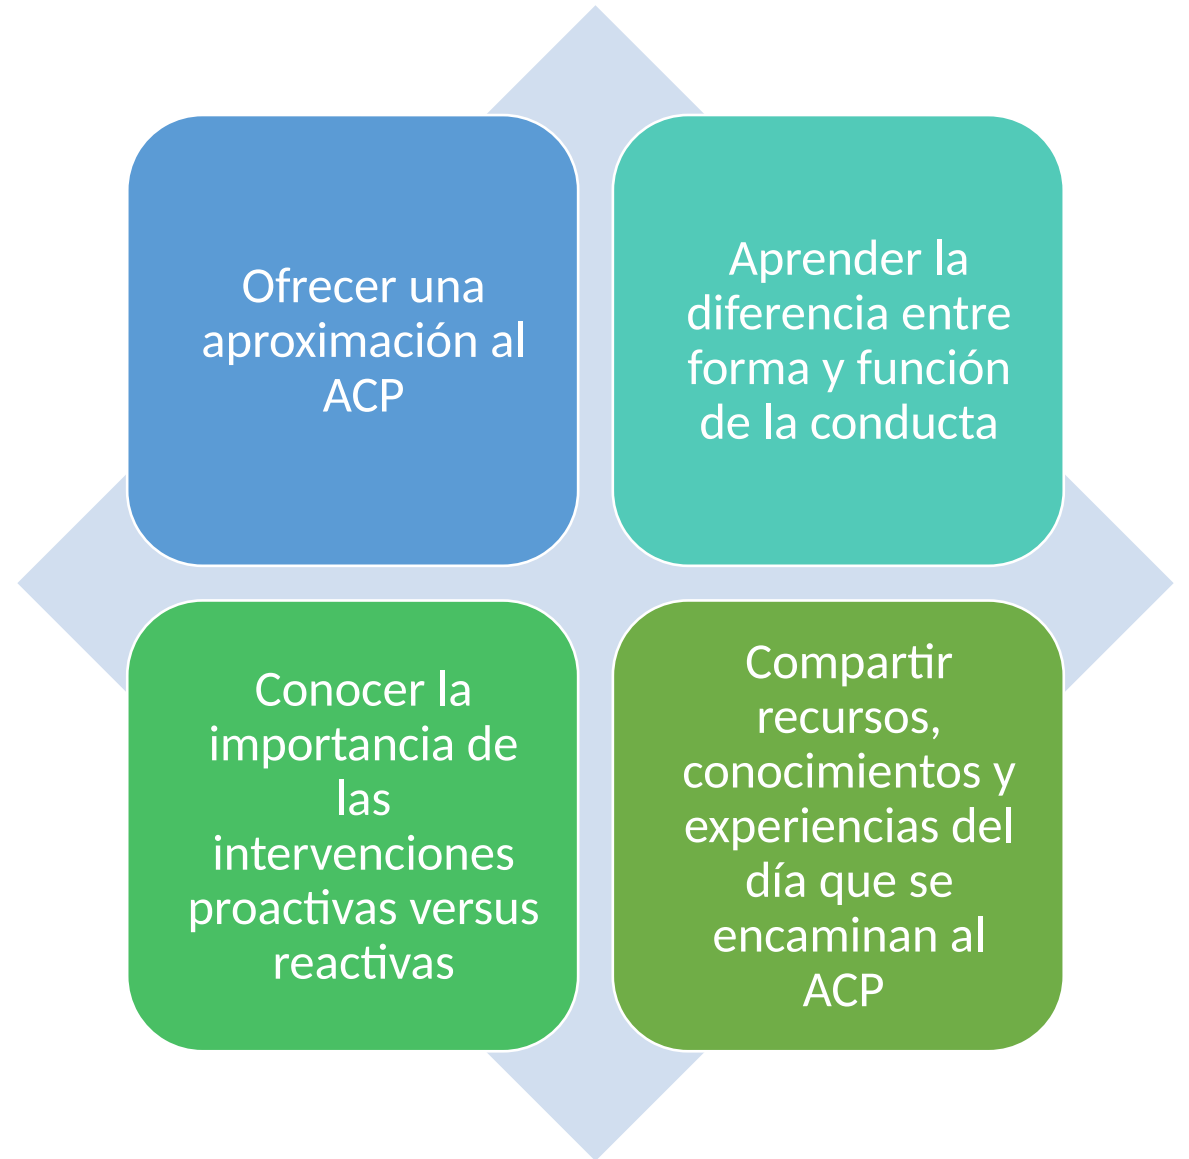 Ofrecer una
aproximación al
ACP
Aprender la
diferencia entre
forma y función
de la conducta
Conocer la
importancia de
las
intervenciones
proactivas versus
reactivas
Compartir
recursos,
conocimientos y
experiencias del
día que se
encaminan al
ACP